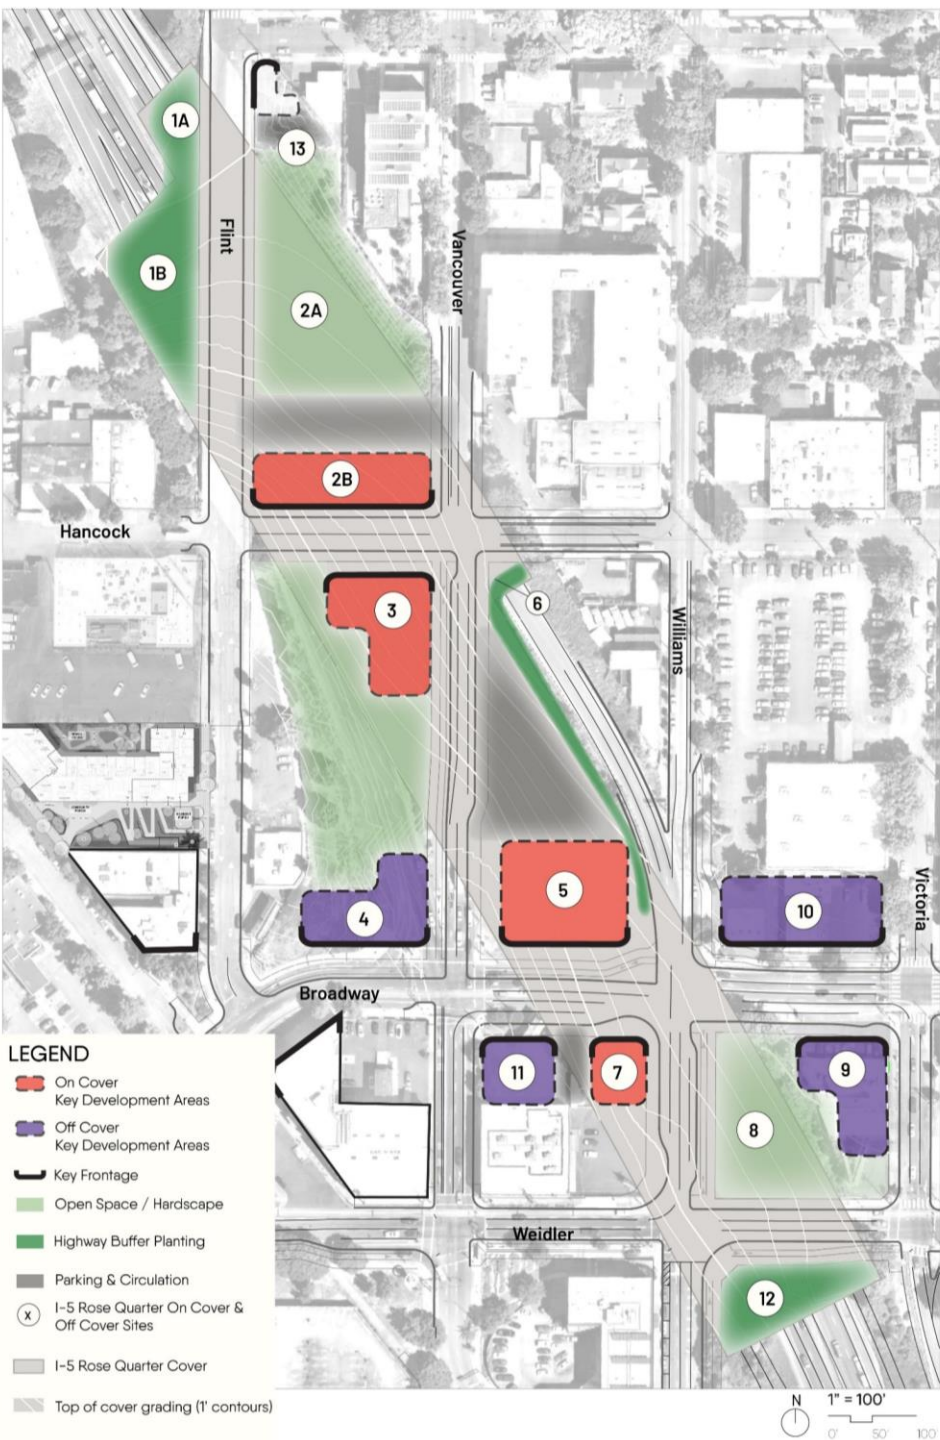 1A
13
Flint
Vancouver
1B
2A
2B
Hancock
3
6
Williams
5
4
10
Victoria
Broadway
11
7
9
8
Weidler
12
LEGEND
On Cover
Key Development Areas
Off Cover
Key Development Areas
Key Frontage
Open Space / Hardscape
Highway Buffer Planting
Parking & Circulation
X
I-5 Rose Quarter On Cover &
Off Cover Sites
I-5 Rose Quarter Cover
Top of cover grading (1' contours)
N
1" = 100'
0' 50' 100